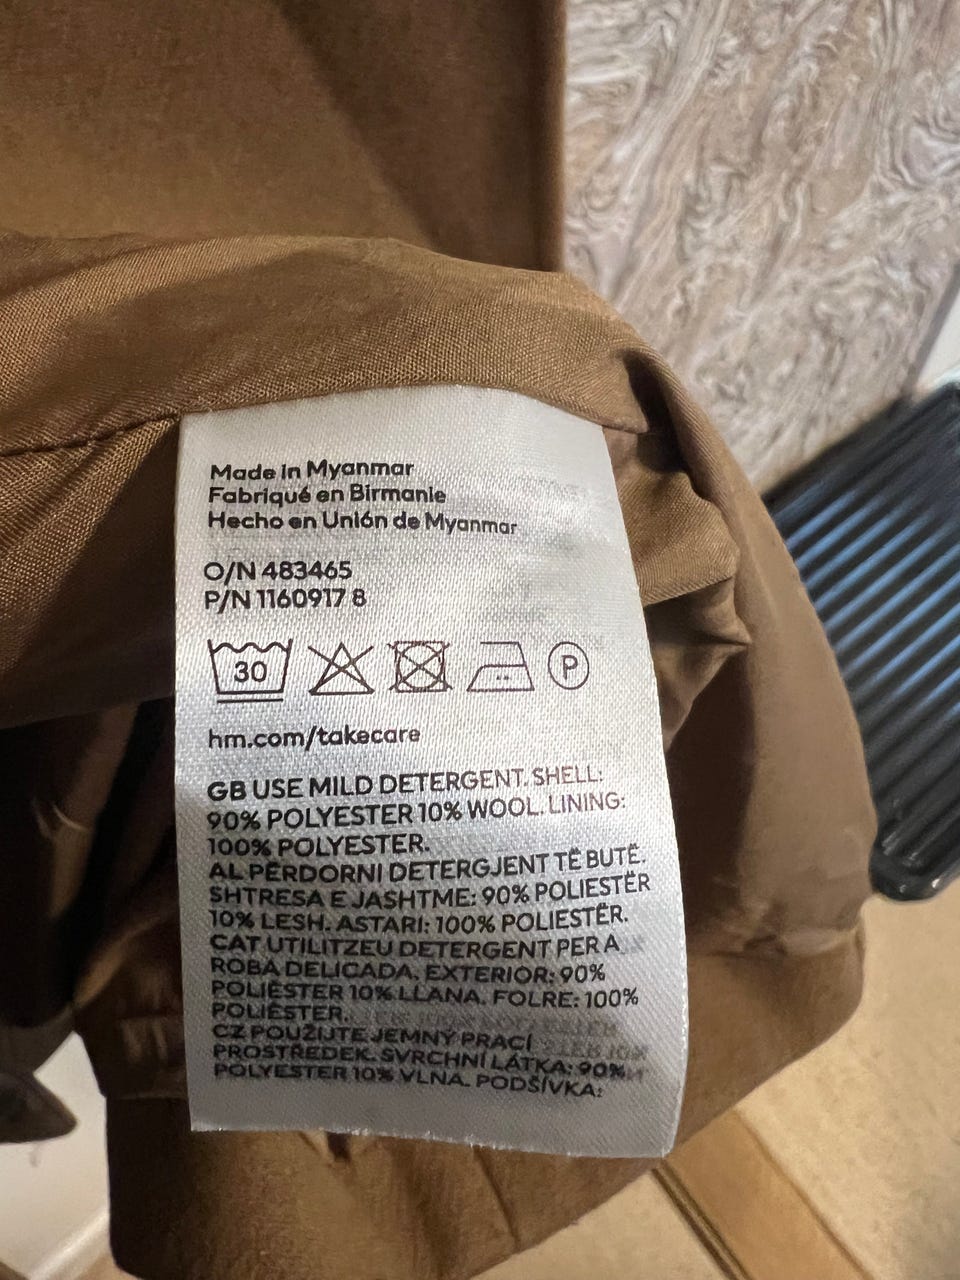 Made in Myanmar
Fabriqué en Birmanie
Hecho en Unión de Myanmar
O/N 483465
P/N 1160917 8
30
P
hm.com/takecare
GB USE MILD DETERGENT. SHELL:
90% POLYESTER 10% WOOL. LINING:
100% POLYESTER.
AL PËRDORNI DETERGJENT TË BUTË.
SHTRESA E JASHTME: 90% POLIESTËR
10% LESH. ASTARI: 100% POLIESTËR.
CAT UTILITZEU DETERGENT PER A
ROBA DELICADA. EXTERIOR: 90%
POLIÈSTER 10% LLANA. FOLRE: 100%
POLIÈSTER.
CZ POUŽIJTE JEMNÝ PRACÍ
PROSTŘEDEK. SVRCHNÍ LÁTKA: 90%
POLYESTER 10% VLNA. PODŠÍVKA: